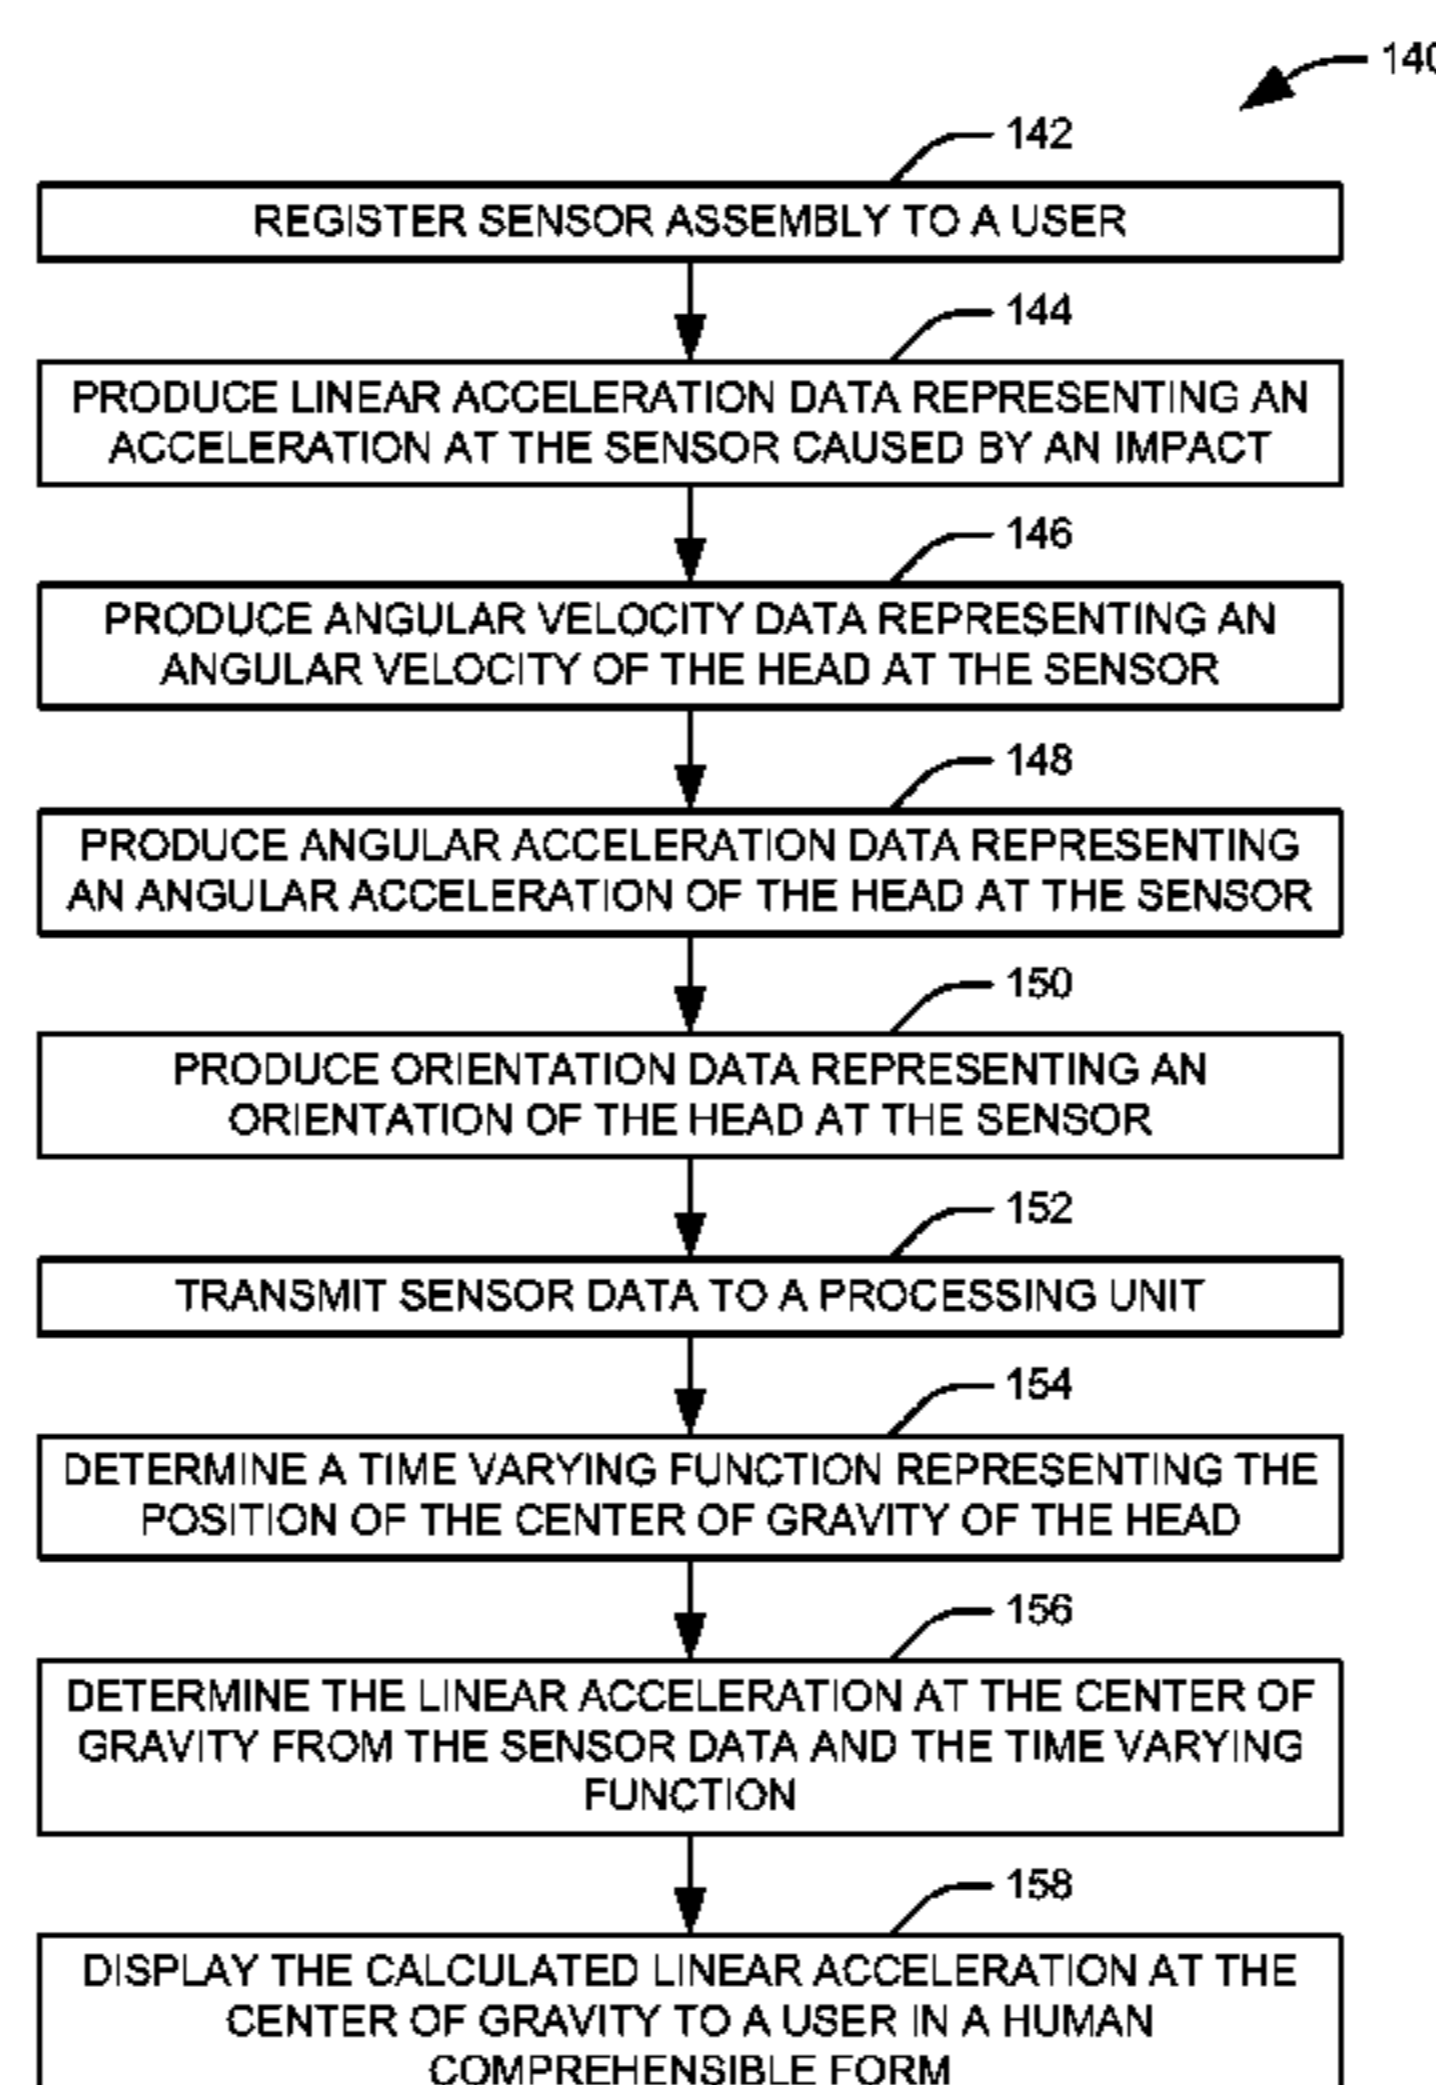 140
142
REGISTER SENSOR ASSEMBLY TO A USER
144
PRODUCE LINEAR ACCELERATION DATA REPRESENTING AN
ACCELERATION AT THE SENSOR CAUSED BY AN IMPACT
146
PRODUCE ANGULAR VELOCITY DATA REPRESENTING AN
ANGULAR VELOCITY OF THE HEAD AT THE SENSOR
148
PRODUCE ANGULAR ACCELERATION DATA REPRESENTING
AN ANGULAR ACCELERATION OF THE HEAD AT THE SENSOR
150
PRODUCE ORIENTATION DATA REPRESENTING AN
ORIENTATION OF THE HEAD AT THE SENSOR
152
TRANSMIT SENSOR DATA TO A PROCESSING UNIT
154
DETERMINE A TIME VARYING FUNCTION REPRESENTING THE
POSITION OF THE CENTER OF GRAVITY OF THE HEAD
156
DETERMINE THE LINEAR ACCELERATION AT THE CENTER OF
GRAVITY FROM THE SENSOR DATA AND THE TIME VARYING
FUNCTION
158
DISPLAY THE CALCULATED LINEAR ACCELERATION AT THE
CENTER OF GRAVITY TO A USER IN A HUMAN
COMPREHENSIBLE FORM